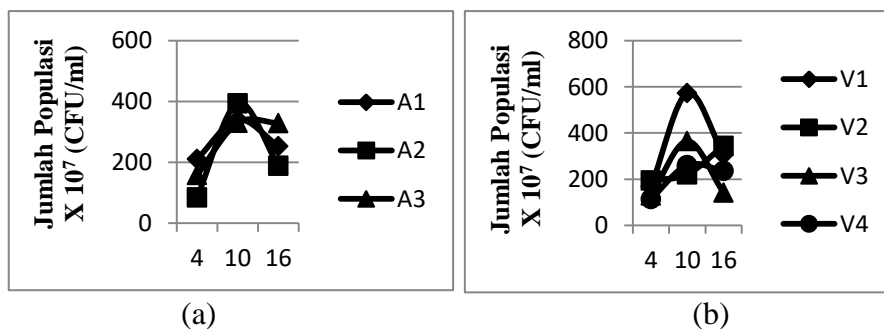 Jumlah Populasi
X 10⁷ (CFU/ml)
600
400
200
0
4 10 16
A1
A2
A3
(a)
Jumlah Populasi
X 10⁷ (CFU/ml)
800
600
400
200
0
4 10 16
V1
V2
V3
V4
(b)